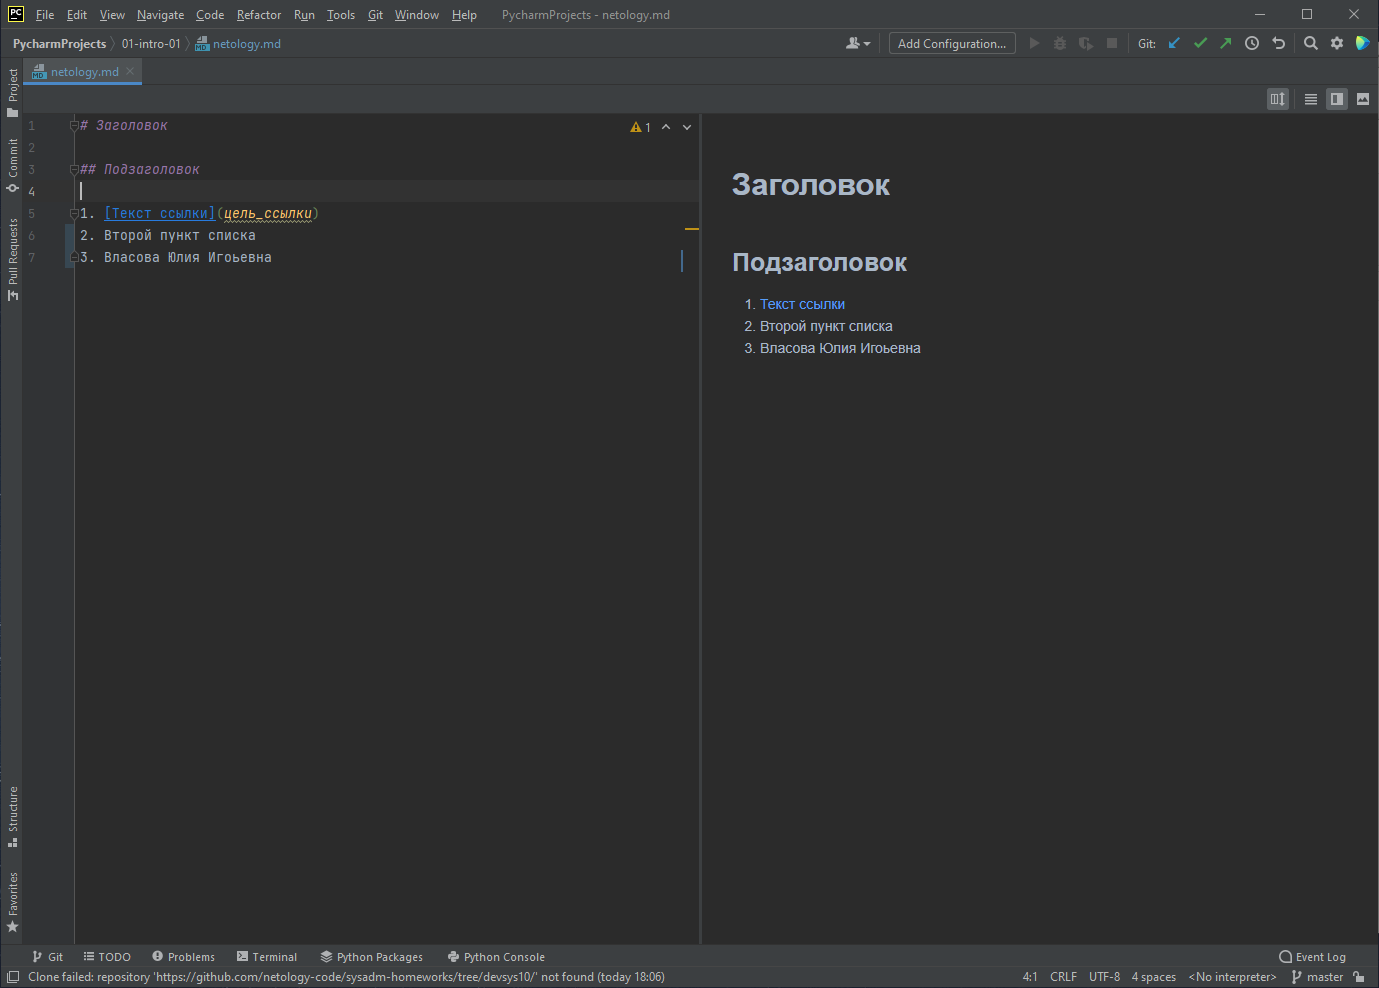 PC File Edit View Navigate Code Refactor Run Tools Git Window Help PycharmProjects - netology.md
PycharmProjects 01-intro-01 MD netology.md Add Configuration... Git:
MD netology.md
Project
Commit
Pull Requests
Structure
Favorites
1 # Заголовок
2
3 ## Подзаголовок
4
5 1. [Текст ссылки](цель_ссылки)
6 2. Второй пункт списка
7 3. Власова Юлия Игоьевна
1
Заголовок
Подзаголовок
1. Текст ссылки
2. Второй пункт списка
3. Власова Юлия Игоьевна
Git TODO Problems Terminal Python Packages Python Console Event Log
Clone failed: repository 'https://github.com/netology-code/sysadm-homeworks/tree/devsys10/' not found (today 18:06) 4:1 CRLF UTF-8 4 spaces <No interpreter> master